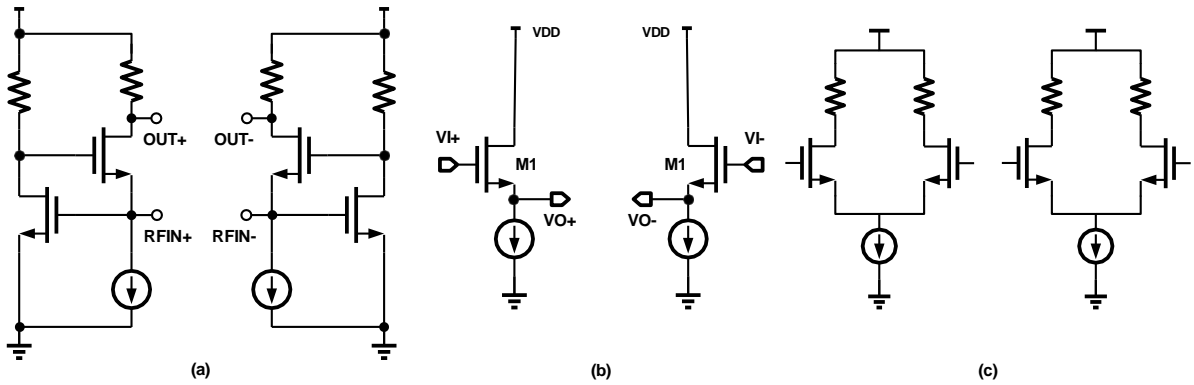 VDD
VDD
OUT+
OUT-
VI+
VI-
M1
M1
RFIN+
RFIN-
VO+
VO-
(a)
(b)
(c)